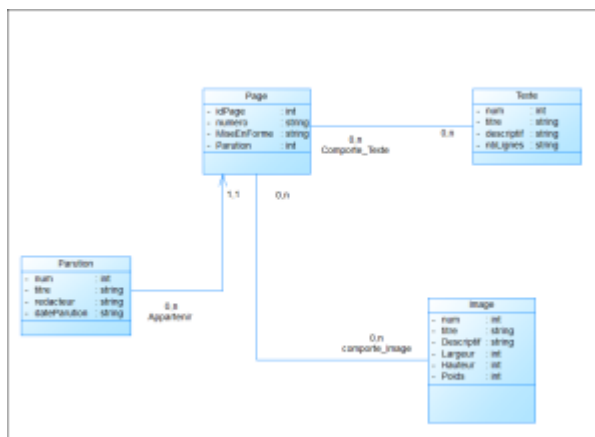 Page
- idPage : int
- numero : string
- MiseEnForme : string
- Parution : int
Texte
- num : int
- titre : string
- descriptif : string
- nbLignes : string
0,n
Comporte_Texte
0,n
1,1
0,n
Parution
- num : int
- titre : string
- redacteur : string
- dateParution : string
0,n
Appartenir
Image
- num : int
- titre : string
- Descriptif : string
- Largeur : int
- Hauteur : int
- Poids : int
0,n
comporte_image